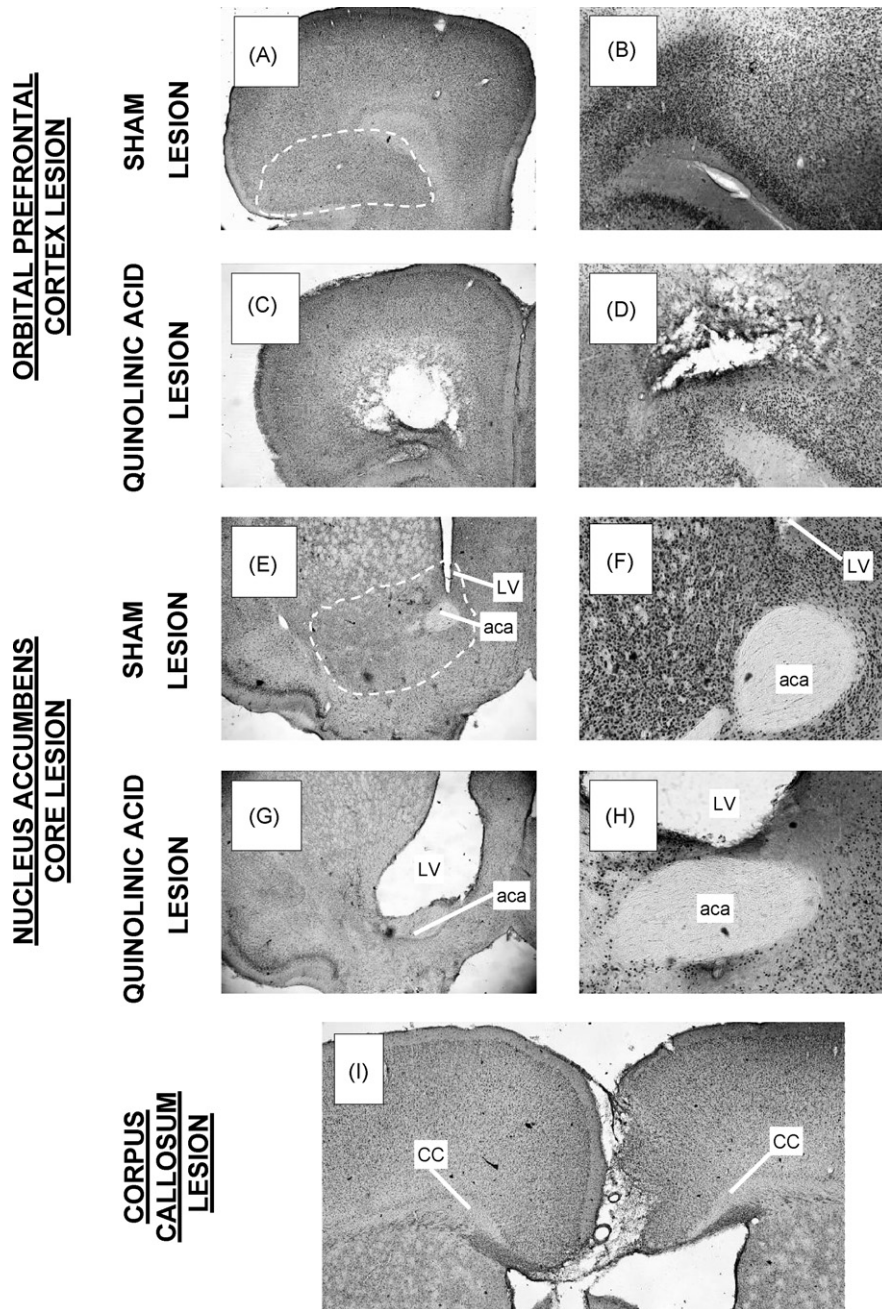 ORBITAL PREFRONTAL
CORTEX LESION
SHAM
LESION
(A)
(B)
QUINOLINIC ACID
LESION
(C)
(D)
NUCLEUS ACCUMBENS
CORE LESION
SHAM
LESION
(E)
LV
aca
(F)
LV
aca
QUINOLINIC ACID
LESION
(G)
LV
aca
(H)
LV
aca
CORPUS
CALLOSUM
LESION
(I)
CC
CC